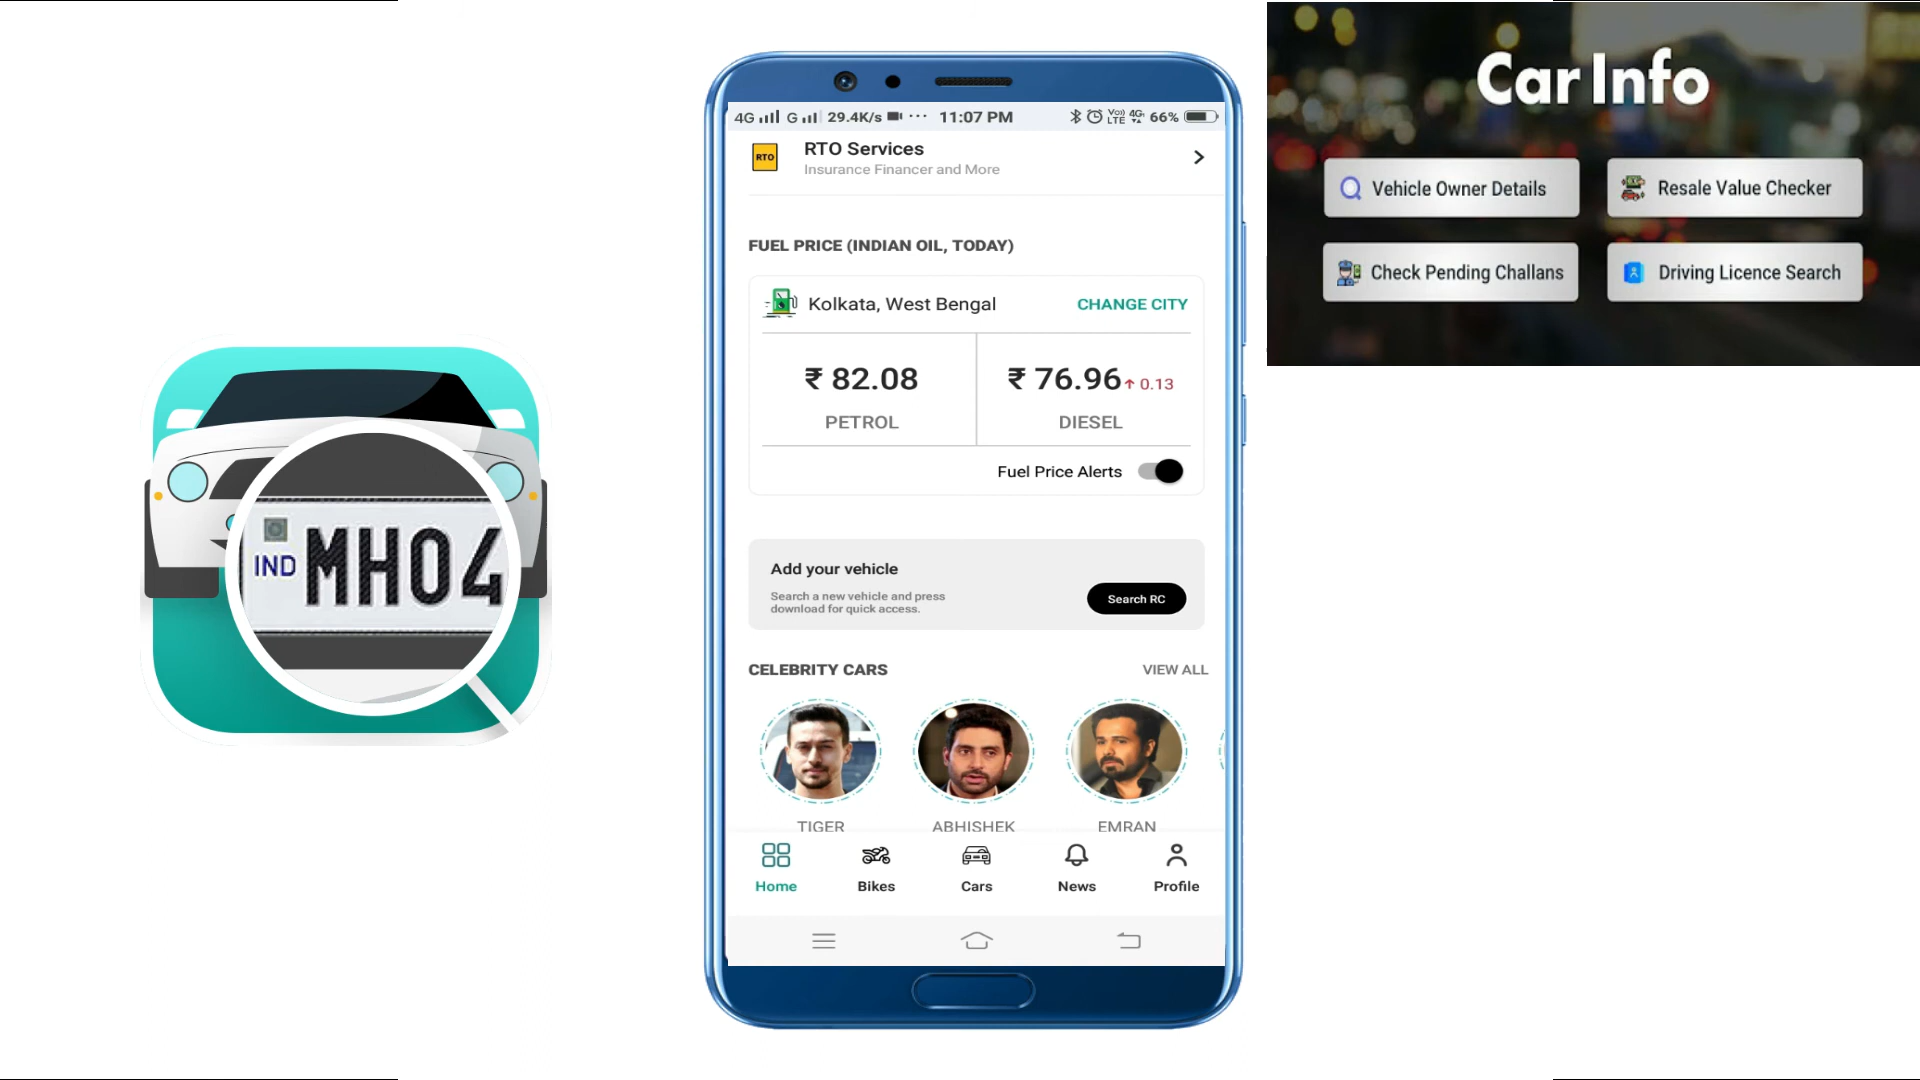 IND MH04
4G G 29.4K/s ··· 11:07 PM VoLTE 4G 66%
RTO
RTO Services
Insurance Financer and More
FUEL PRICE (INDIAN OIL, TODAY)
Kolkata, West Bengal CHANGE CITY
₹ 82.08 ₹ 76.96 ↑ 0.13
PETROL DIESEL
Fuel Price Alerts
Add your vehicle
Search a new vehicle and press
download for quick access.
Search RC
CELEBRITY CARS VIEW ALL
TIGER ABHISHEK EMRAN
Home Bikes Cars News Profile
Car Info
Vehicle Owner Details Resale Value Checker
Check Pending Challans Driving Licence Search